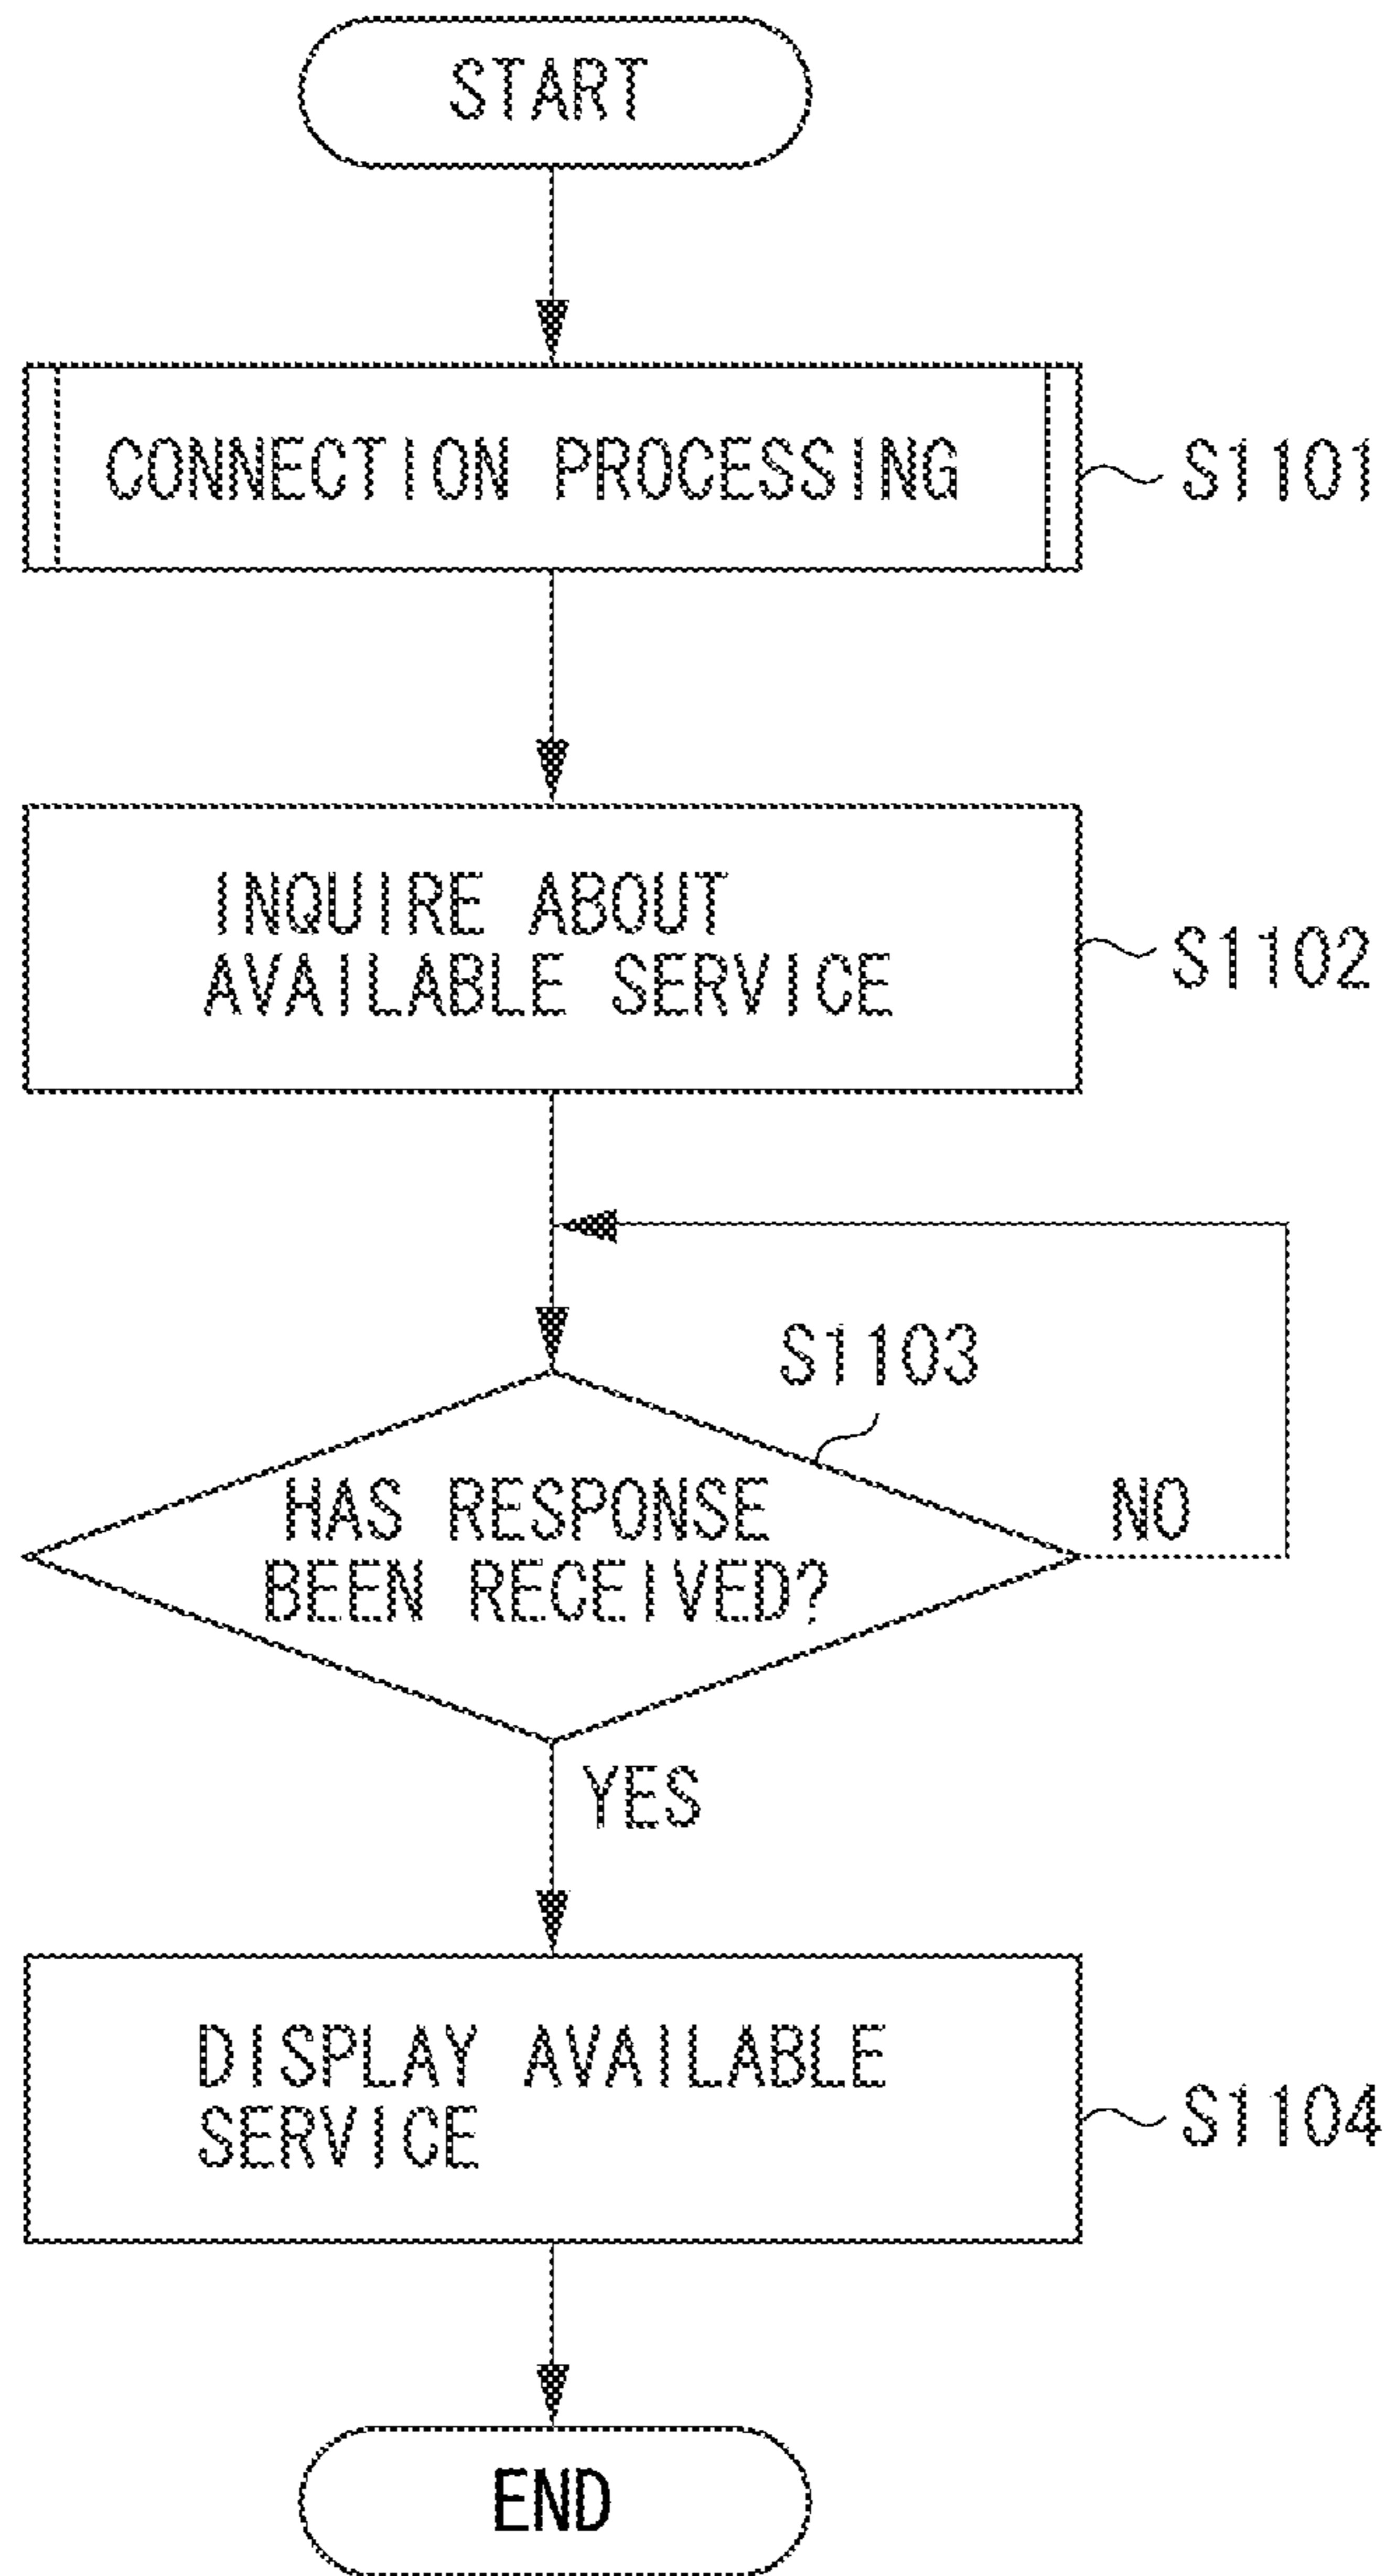 START
CONNECTION PROCESSING
S1101
INQUIRE ABOUT
AVAILABLE SERVICE
S1102
S1103
HAS RESPONSE
BEEN RECEIVED?
NO
YES
DISPLAY AVAILABLE
SERVICE
S1104
END